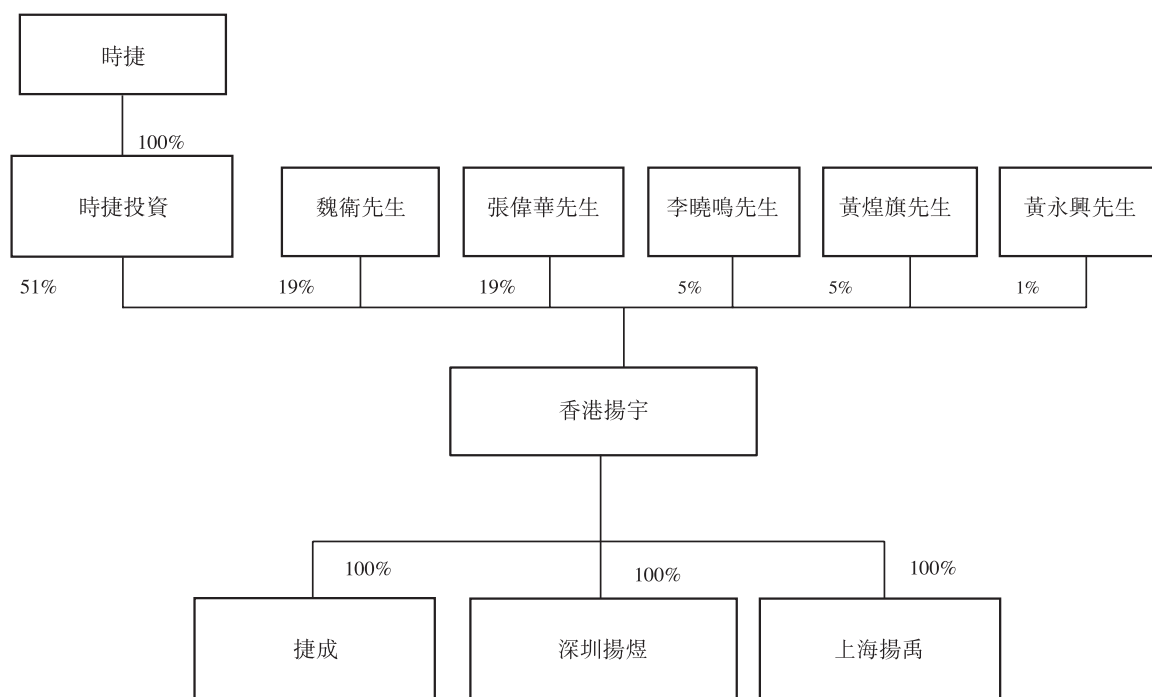 時捷
100%
時捷投資
魏衛先生
張偉華先生
李曉鳴先生
黃煌旗先生
黃永興先生
51%
19%
19%
5%
5%
1%
香港揚宇
100%
100%
100%
捷成
深圳揚煜
上海揚禹